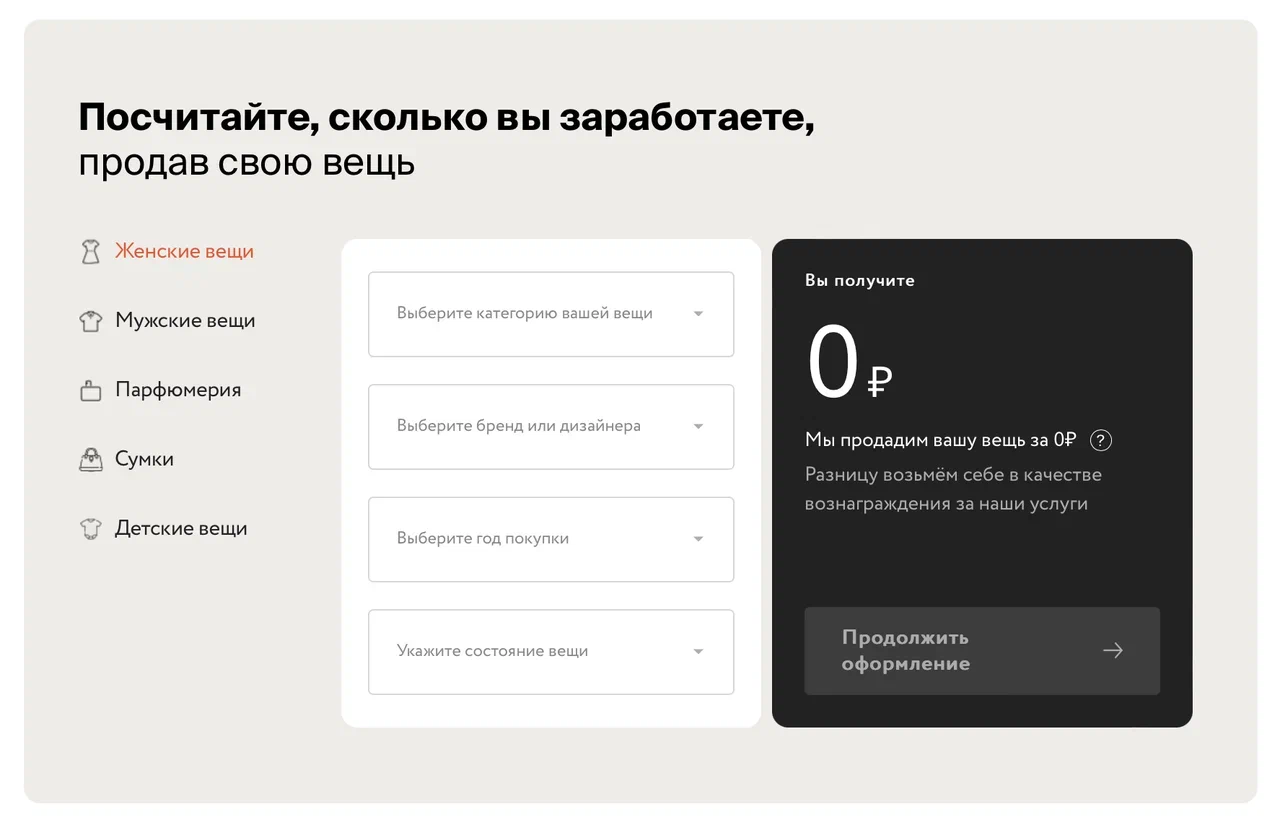 Посчитайте, сколько вы заработаете,
продав свою вещь
Женские вещи
Мужские вещи
Парфюмерия
Сумки
Детские вещи
Выберите категорию вашей вещи
Выберите бренд или дизайнера
Выберите год покупки
Укажите состояние вещи
Вы получите
0 ₽
Мы продадим вашу вещь за 0₽ ?
Разницу возьмём себе в качестве
вознаграждения за наши услуги
Продолжить
оформление